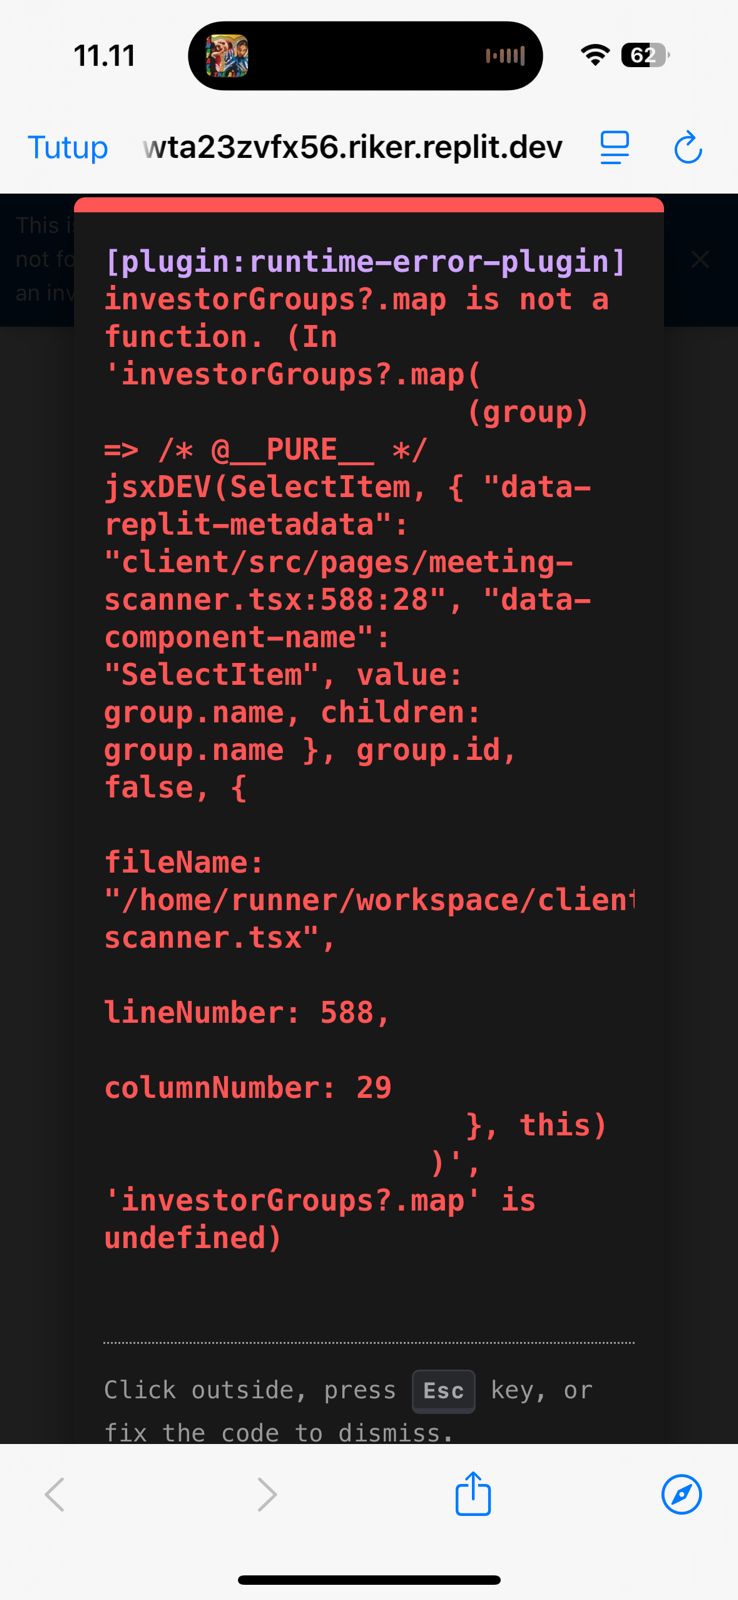 11.11
62
Tutup
wta23zvfx56.riker.replit.dev
This i
not fo
an inv
[plugin:runtime-error-plugin]
investorGroups?.map is not a
function. (In
'investorGroups?.map(
(group)
=> /* @__PURE__ */
jsxDEV(SelectItem, { "data-
replit-metadata":
"client/src/pages/meeting-
scanner.tsx:588:28", "data-
component-name":
"SelectItem", value:
group.name, children:
group.name }, group.id,
false, {
fileName:
"/home/runner/workspace/client
scanner.tsx",
lineNumber: 588,
columnNumber: 29
}, this)
)',
'investorGroups?.map' is
undefined)
Click outside, press Esc key, or
fix the code to dismiss.